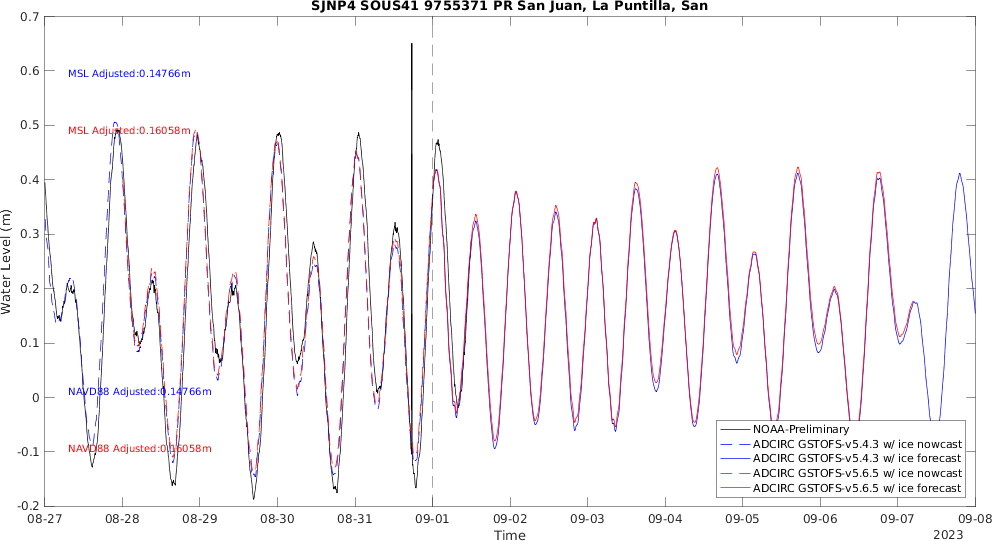 SJNP4 SOUS41 9755371 PR San Juan, La Puntilla, San
0.7
0.6
0.5
0.4
0.3
0.2
0.1
0
-0.1
-0.2
Water Level (m)
MSL Adjusted:0.14766m
MSL Adjusted:0.16058m
NAVD88 Adjusted:0.14766m
NAVD88 Adjusted:0.16058m
NOAA-Preliminary
ADCIRC GSTOFS-v5.4.3 w/ ice nowcast
ADCIRC GSTOFS-v5.4.3 w/ ice forecast
ADCIRC GSTOFS-v5.6.5 w/ ice nowcast
ADCIRC GSTOFS-v5.6.5 w/ ice forecast
08-27 08-28 08-29 08-30 08-31 09-01 09-02 09-03 09-04 09-05 09-06 09-07 09-08
Time
2023